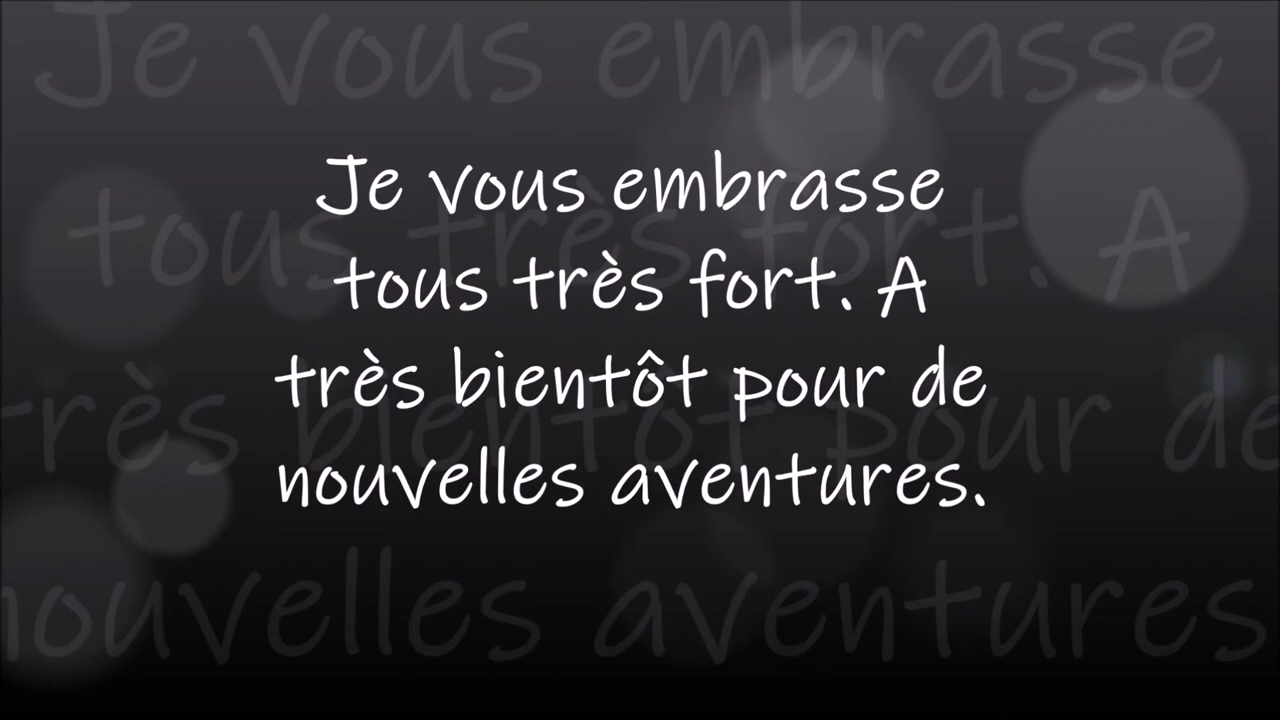 Je vous embrasse
tous très fort. A
très bientôt pour de
nouvelles aventures.